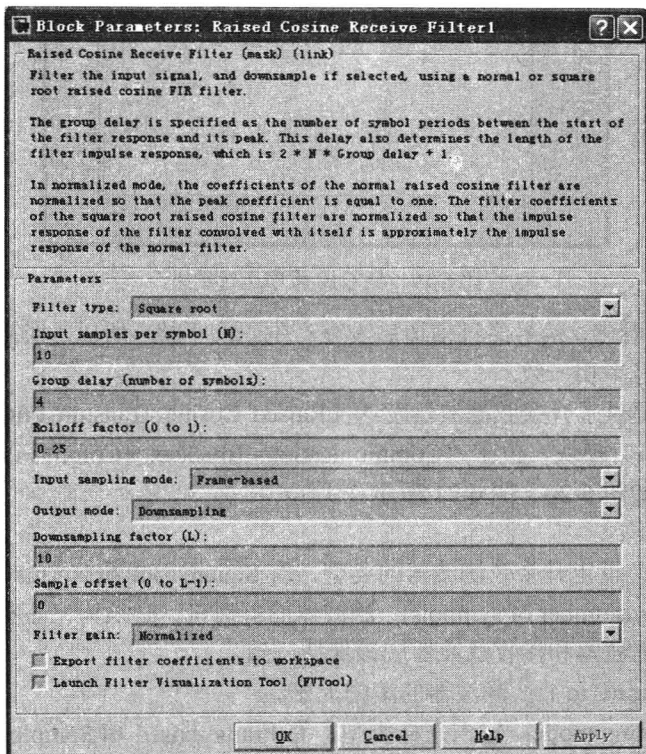 Block Parameters: Raised Cosine Receive Filter1
Raised Cosine Receive Filter (mask) (link)
Filter the input signal, and downsample if selected, using a normal or square
root raised cosine FIR filter.
The group delay is specified as the number of symbol periods between the start of
the filter response and its peak. This delay also determines the length of the
filter impulse response, which is 2 * N * Group delay + 1.
In normalized mode, the coefficients of the normal raised cosine filter are
normalized so that the peak coefficient is equal to one. The filter coefficients
of the square root raised cosine filter are normalized so that the impulse
response of the filter convolved with itself is approximately the impulse
response of the normal filter.
Parameters
Filter type: Square root
Input samples per symbol (N):
10
Group delay (number of symbols):
4
Rolloff factor (0 to 1):
0.25
Input sampling mode: Frame-based
Output mode: Downsampling
Downsampling factor (L):
10
Sample offset (0 to L-1):
0
Filter gain: Normalized
Export filter coefficients to workspace
Launch Filter Visualization Tool (FVTool)
OK Cancel Help Apply